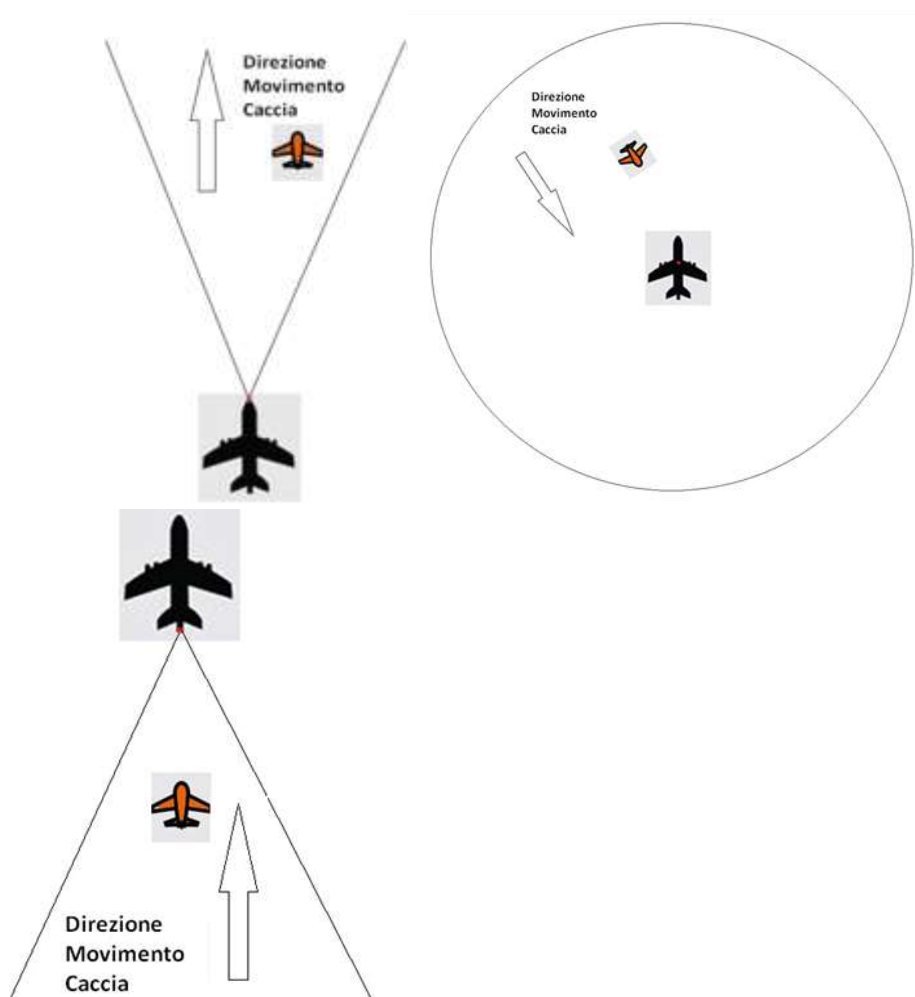 Direzione
Movimento
Caccia
Direzione
Movimento
Caccia
Direzione
Movimento
Caccia